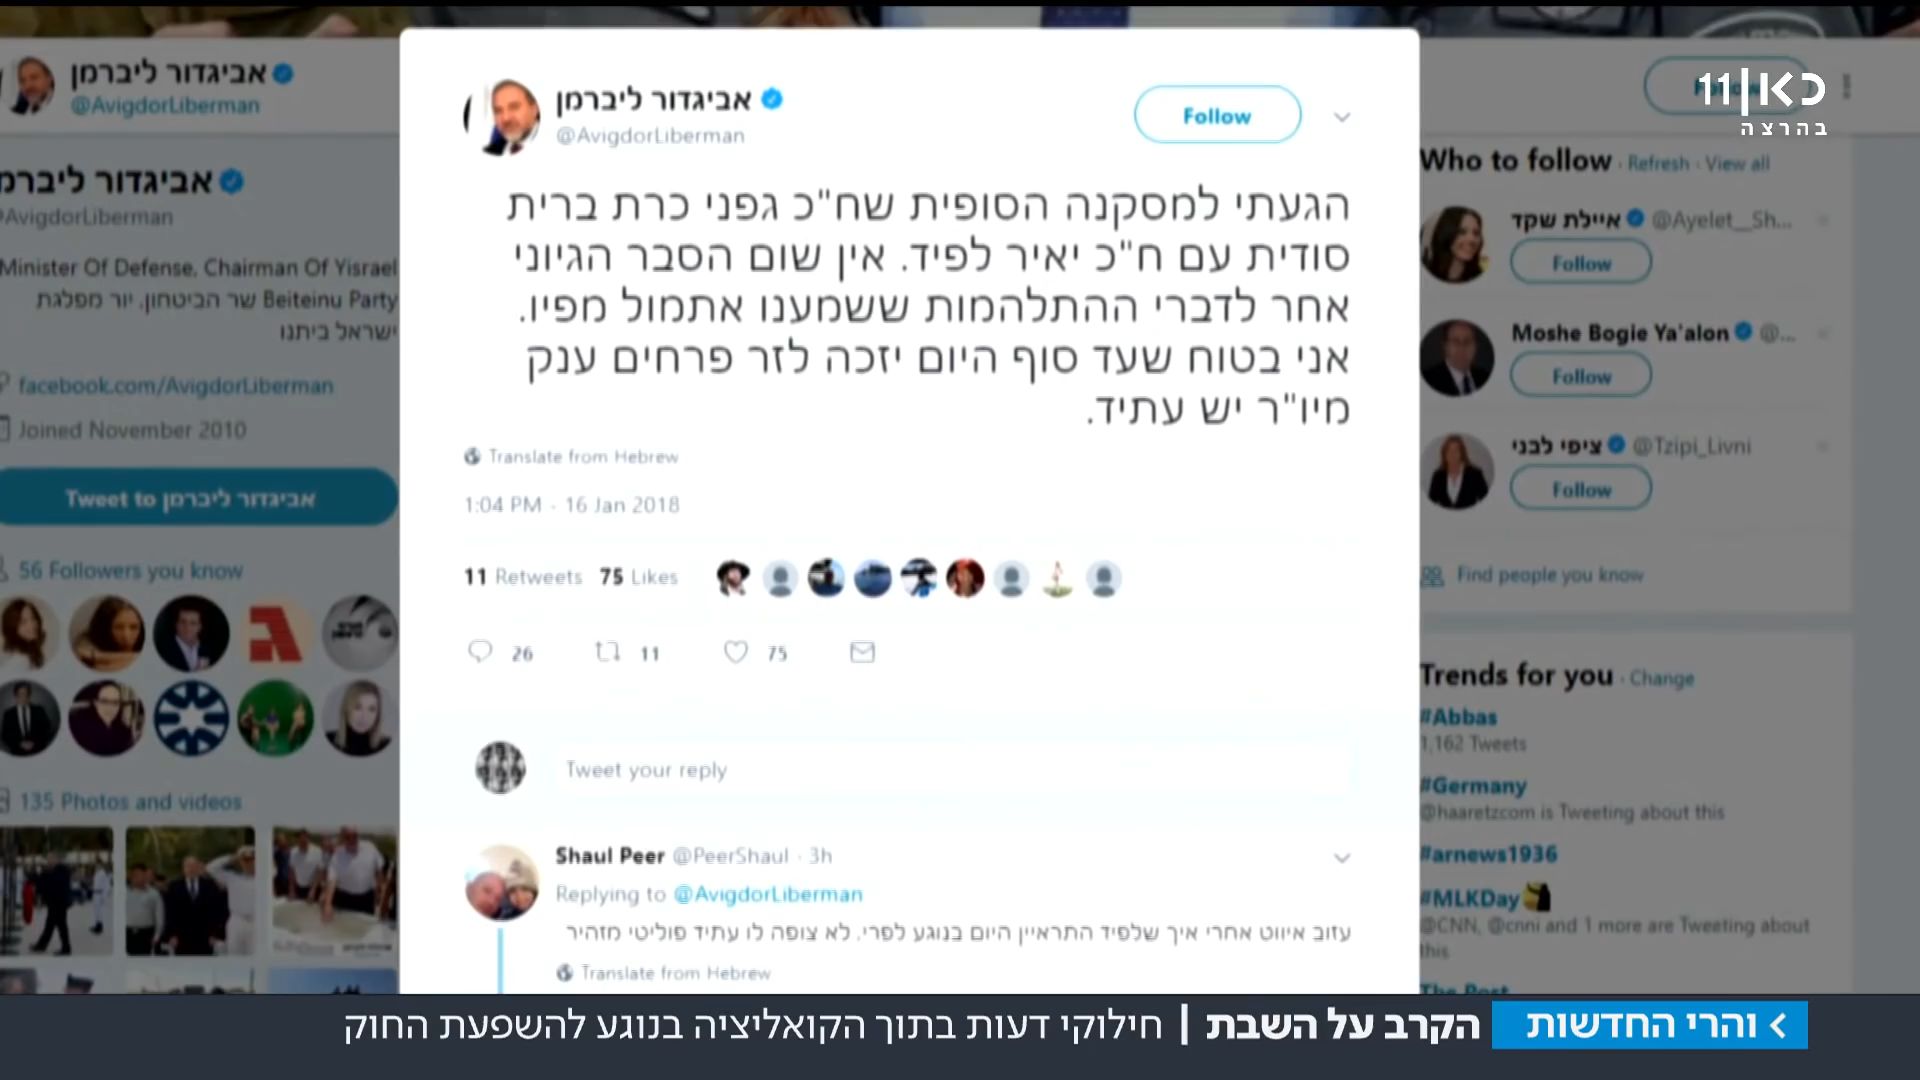 אביגדור ליברמן
@AvigdorLiberman
אביגדור ליברמן
AvigdorLiberman
Minister Of Defense, Chairman Of Yisrael
Beiteinu Party שר הביטחון, יור מפלגת
ישראל ביתנו
facebook.com/AvigdorLiberman
Joined November 2010
Tweet to אביגדור ליברמן
56 Followers you know
135 Photos and videos
אביגדור ליברמן
@AvigdorLiberman
Follow
הגעתי למסקנה הסופית שח"כ גפני כרת ברית
סודית עם ח"כ יאיר לפיד. אין שום הסבר הגיוני
אחר לדברי ההתלהמות ששמענו אתמול מפיו.
אני בטוח שעד סוף היום יזכה לזר פרחים ענק
מיו"ר יש עתיד.
Translate from Hebrew
1:04 PM - 16 Jan 2018
11 Retweets 75 Likes
26 11 75
Tweet your reply
Shaul Peer @PeerShaul · 3h
Replying to @AvigdorLiberman
עזוב איווט אחרי איך שלפיד התראיין היום בנוגע לפרי. לא צופה לו עתיד פוליטי מזהיר
Translate from Hebrew
כאן|11
בהרצה
Who to follow · Refresh · View all
איילת שקד @Ayelet__Sh...
Follow
Moshe Bogie Ya'alon @...
Follow
ציפי לבני @Tzipi_Livni
Follow
Find people you know
Trends for you · Change
#Abbas
1,162 Tweets
#Germany
@haaretzcom is Tweeting about this
#arnews1936
#MLKDay
@CNN, @cnni and 1 more are Tweeting about
this
The Post
והרי החדשות
הקרב על השבת | חילוקי דעות בתוך הקואליציה בנוגע להשפעת החוק